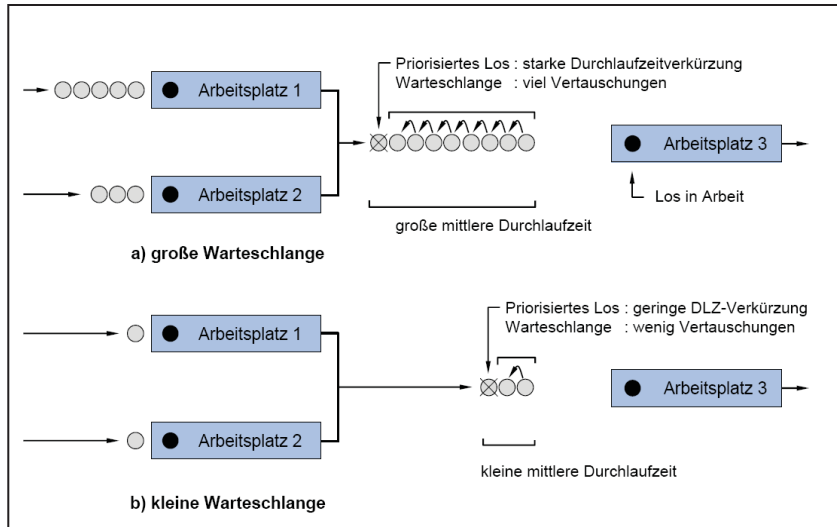 Priorisiertes Los : starke Durchlaufzeitverkürzung
Warteschlange : viel Vertauschungen
Arbeitsplatz 1
Arbeitsplatz 3
Arbeitsplatz 2
Los in Arbeit
große mittlere Durchlaufzeit
a) große Warteschlange
Priorisiertes Los : geringe DLZ-Verkürzung
Warteschlange : wenig Vertauschungen
Arbeitsplatz 1
Arbeitsplatz 3
Arbeitsplatz 2
kleine mittlere Durchlaufzeit
b) kleine Warteschlange